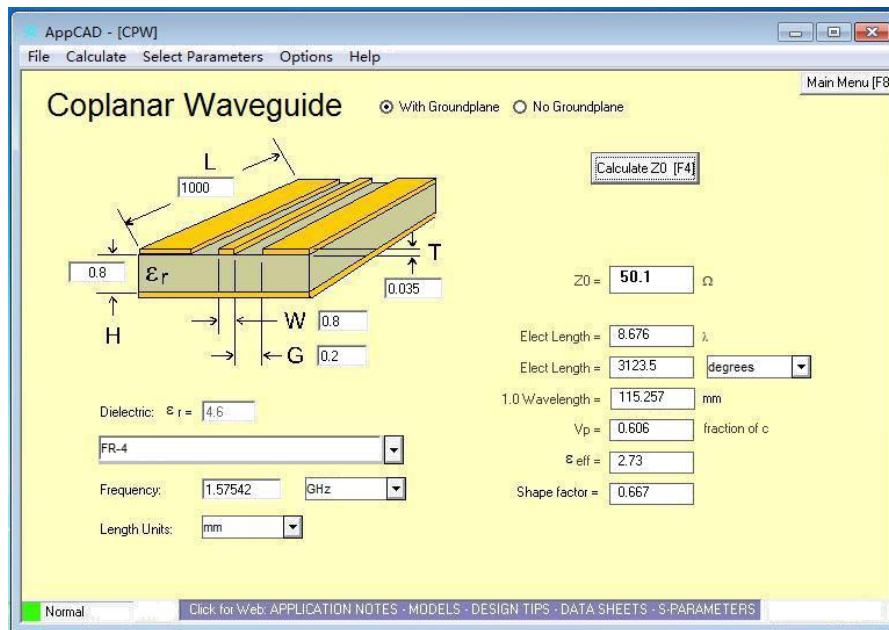 AppCAD - [CPW]
File Calculate Select Parameters Options Help
Main Menu [F8
Coplanar Waveguide
With Groundplane No Groundplane
Calculate Z0 [F4]
L
1000
0.8
H
εr
T
0.035
W 0.8
G 0.2
Z0 = 50.1 Ω
Elect Length = 8.676 λ
Elect Length = 3123.5 degrees
1.0 Wavelength = 115.257 mm
Vp = 0.606 fraction of c
ε eff = 2.73
Shape factor = 0.667
Dielectric: ε r = 4.6
FR-4
Frequency: 1.57542 GHz
Length Units: mm
Normal
Click for Web: APPLICATION NOTES - MODELS - DESIGN TIPS - DATA SHEETS - S-PARAMETERS